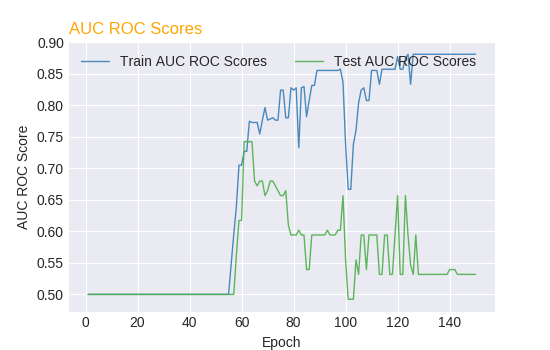 AUC ROC Scores
Train AUC ROC Scores
Test AUC ROC Scores
0.90
0.85
0.80
0.75
0.70
0.65
0.60
0.55
0.50
AUC ROC Score
0 20 40 60 80 100 120 140
Epoch